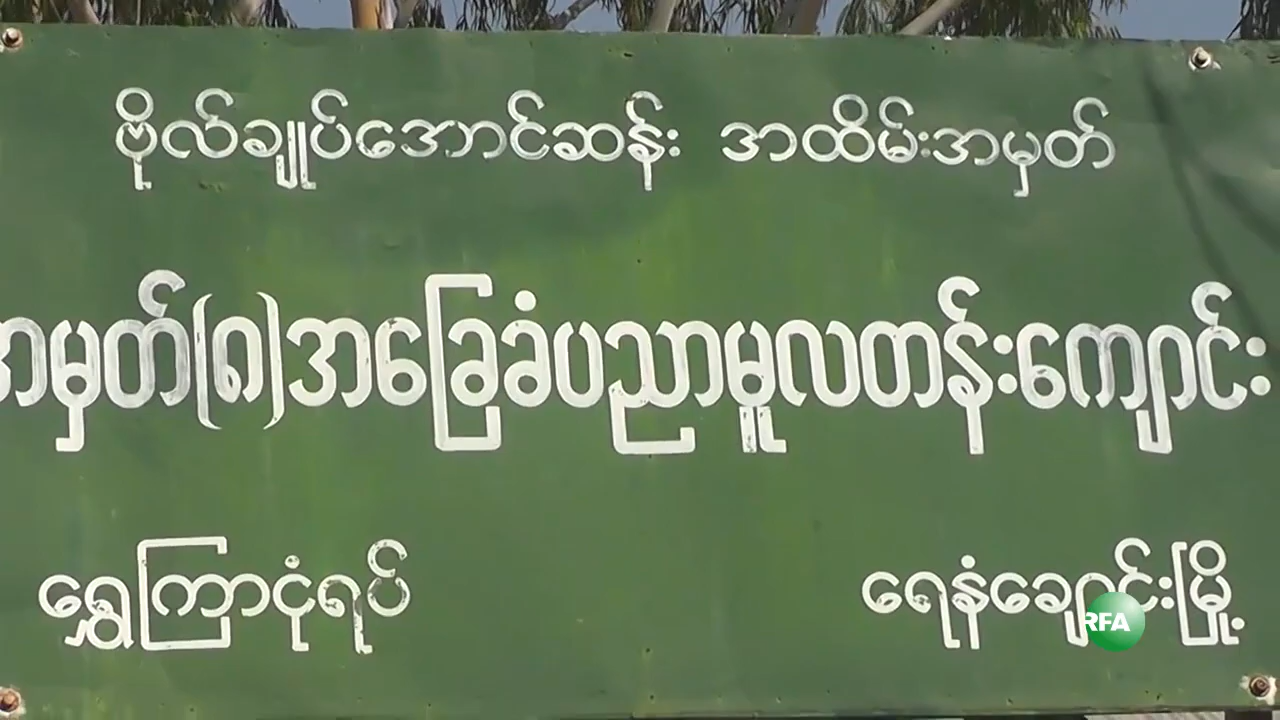 ဗိုလ်ချုပ်အောင်ဆန်း အထိမ်းအမှတ်
အမှတ်(၈)အခြေခံပညာမူလတန်းကျောင်း
ရွှေကြာငုံရပ် ရေနံချောင်းမြို့
RFA